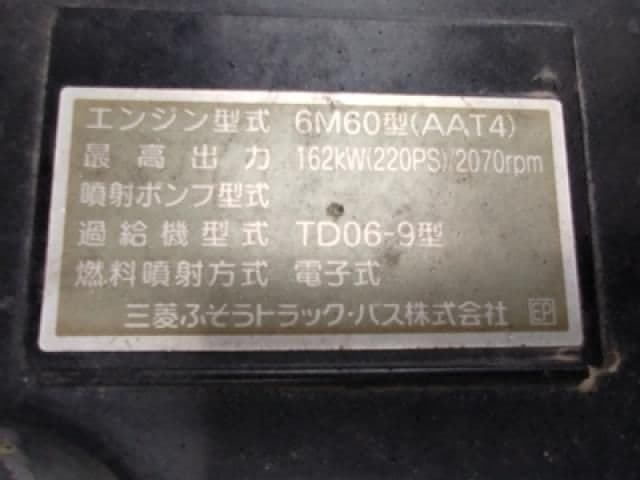 エンジン型式 6M60型(AAT4)
最高出力 162kW(220PS)/2070rpm
噴射ポンプ型式
過給機型式 TD06-9型
燃料噴射方式 電子式
三菱ふそうトラック・バス株式会社 EP